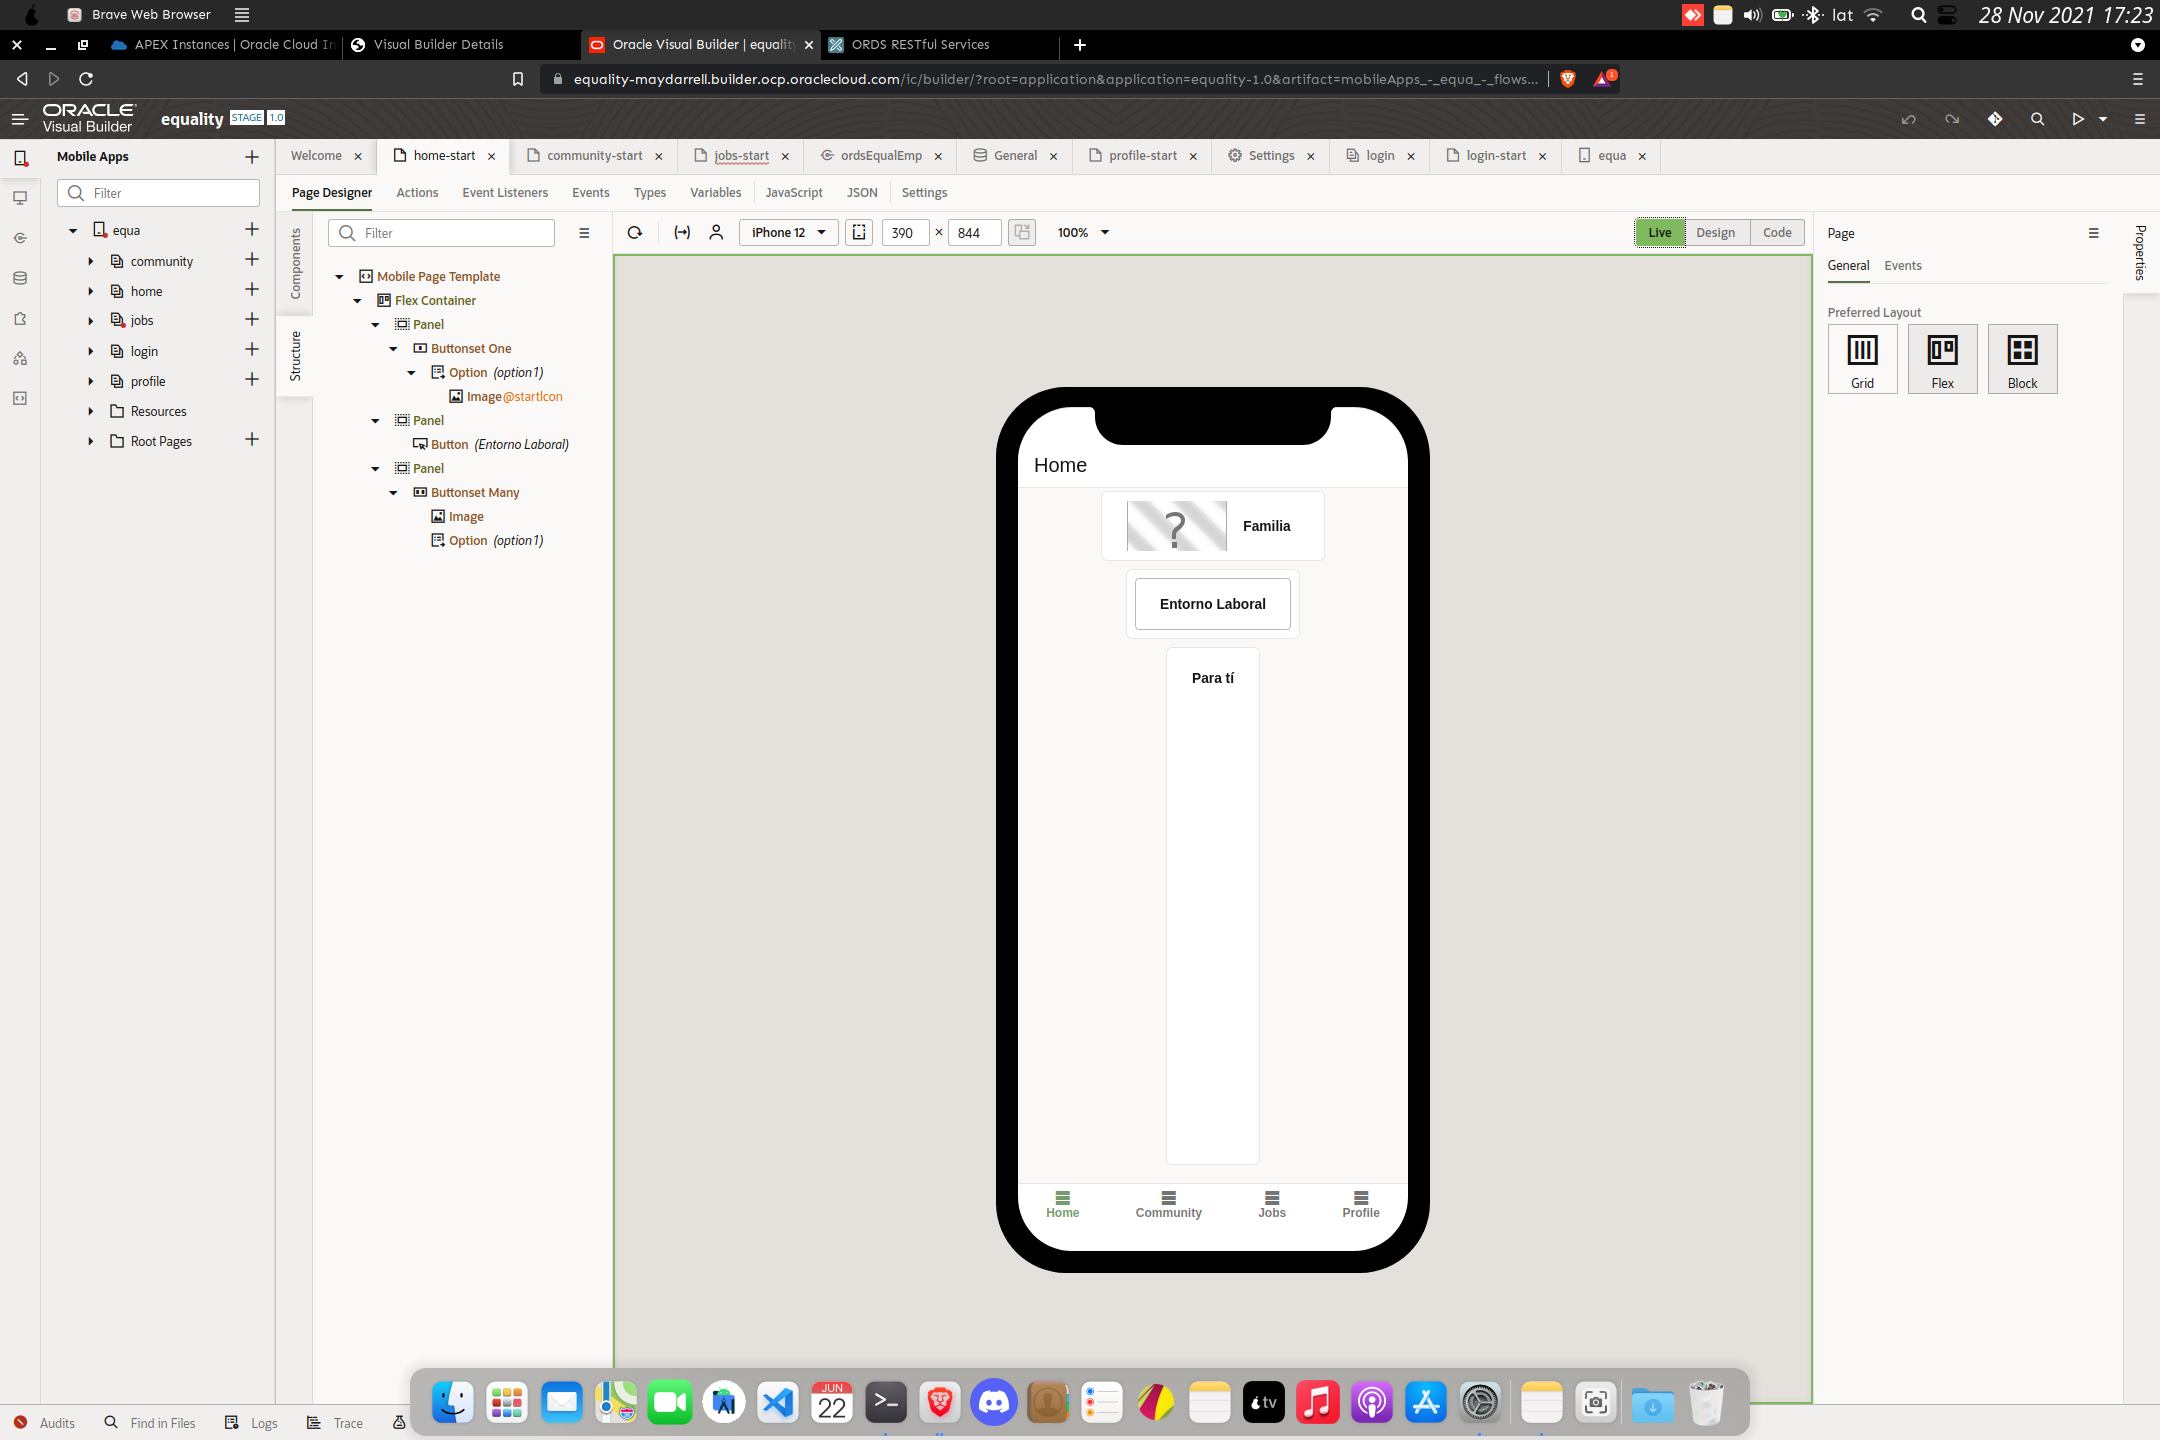 Brave Web Browser
lat
28 Nov 2021 17:23
APEX Instances | Oracle Cloud In
Visual Builder Details
Oracle Visual Builder | equality
ORDS RESTful Services
equality-maydarrell.builder.ocp.oraclecloud.com/ic/builder/?root=application&application=equality-1.0&artifact=mobileApps_-_equa_-_flows...
1
ORACLE
Visual Builder
equality STAGE 1.0
Mobile Apps
Welcome
home-start
community-start
jobs-start
ordsEqualEmp
General
profile-start
Settings
login
login-start
equa
Filter
Page Designer
Actions
Event Listeners
Events
Types
Variables
JavaScript
JSON
Settings
equa
community
home
jobs
login
profile
Resources
Root Pages
Components
Structure
Filter
Mobile Page Template
Flex Container
Panel
Buttonset One
Option (option1)
Image@startIcon
Panel
Button (Entorno Laboral)
Panel
Buttonset Many
Image
Option (option1)
iPhone 12
390 × 844
100%
Live
Design
Code
Home
?
Familia
Entorno Laboral
Para tí
Home
Community
Jobs
Profile
Page
General
Events
Preferred Layout
Grid
Flex
Block
Properties
Audits
Find in Files
Logs
Trace
JUN
22
tv